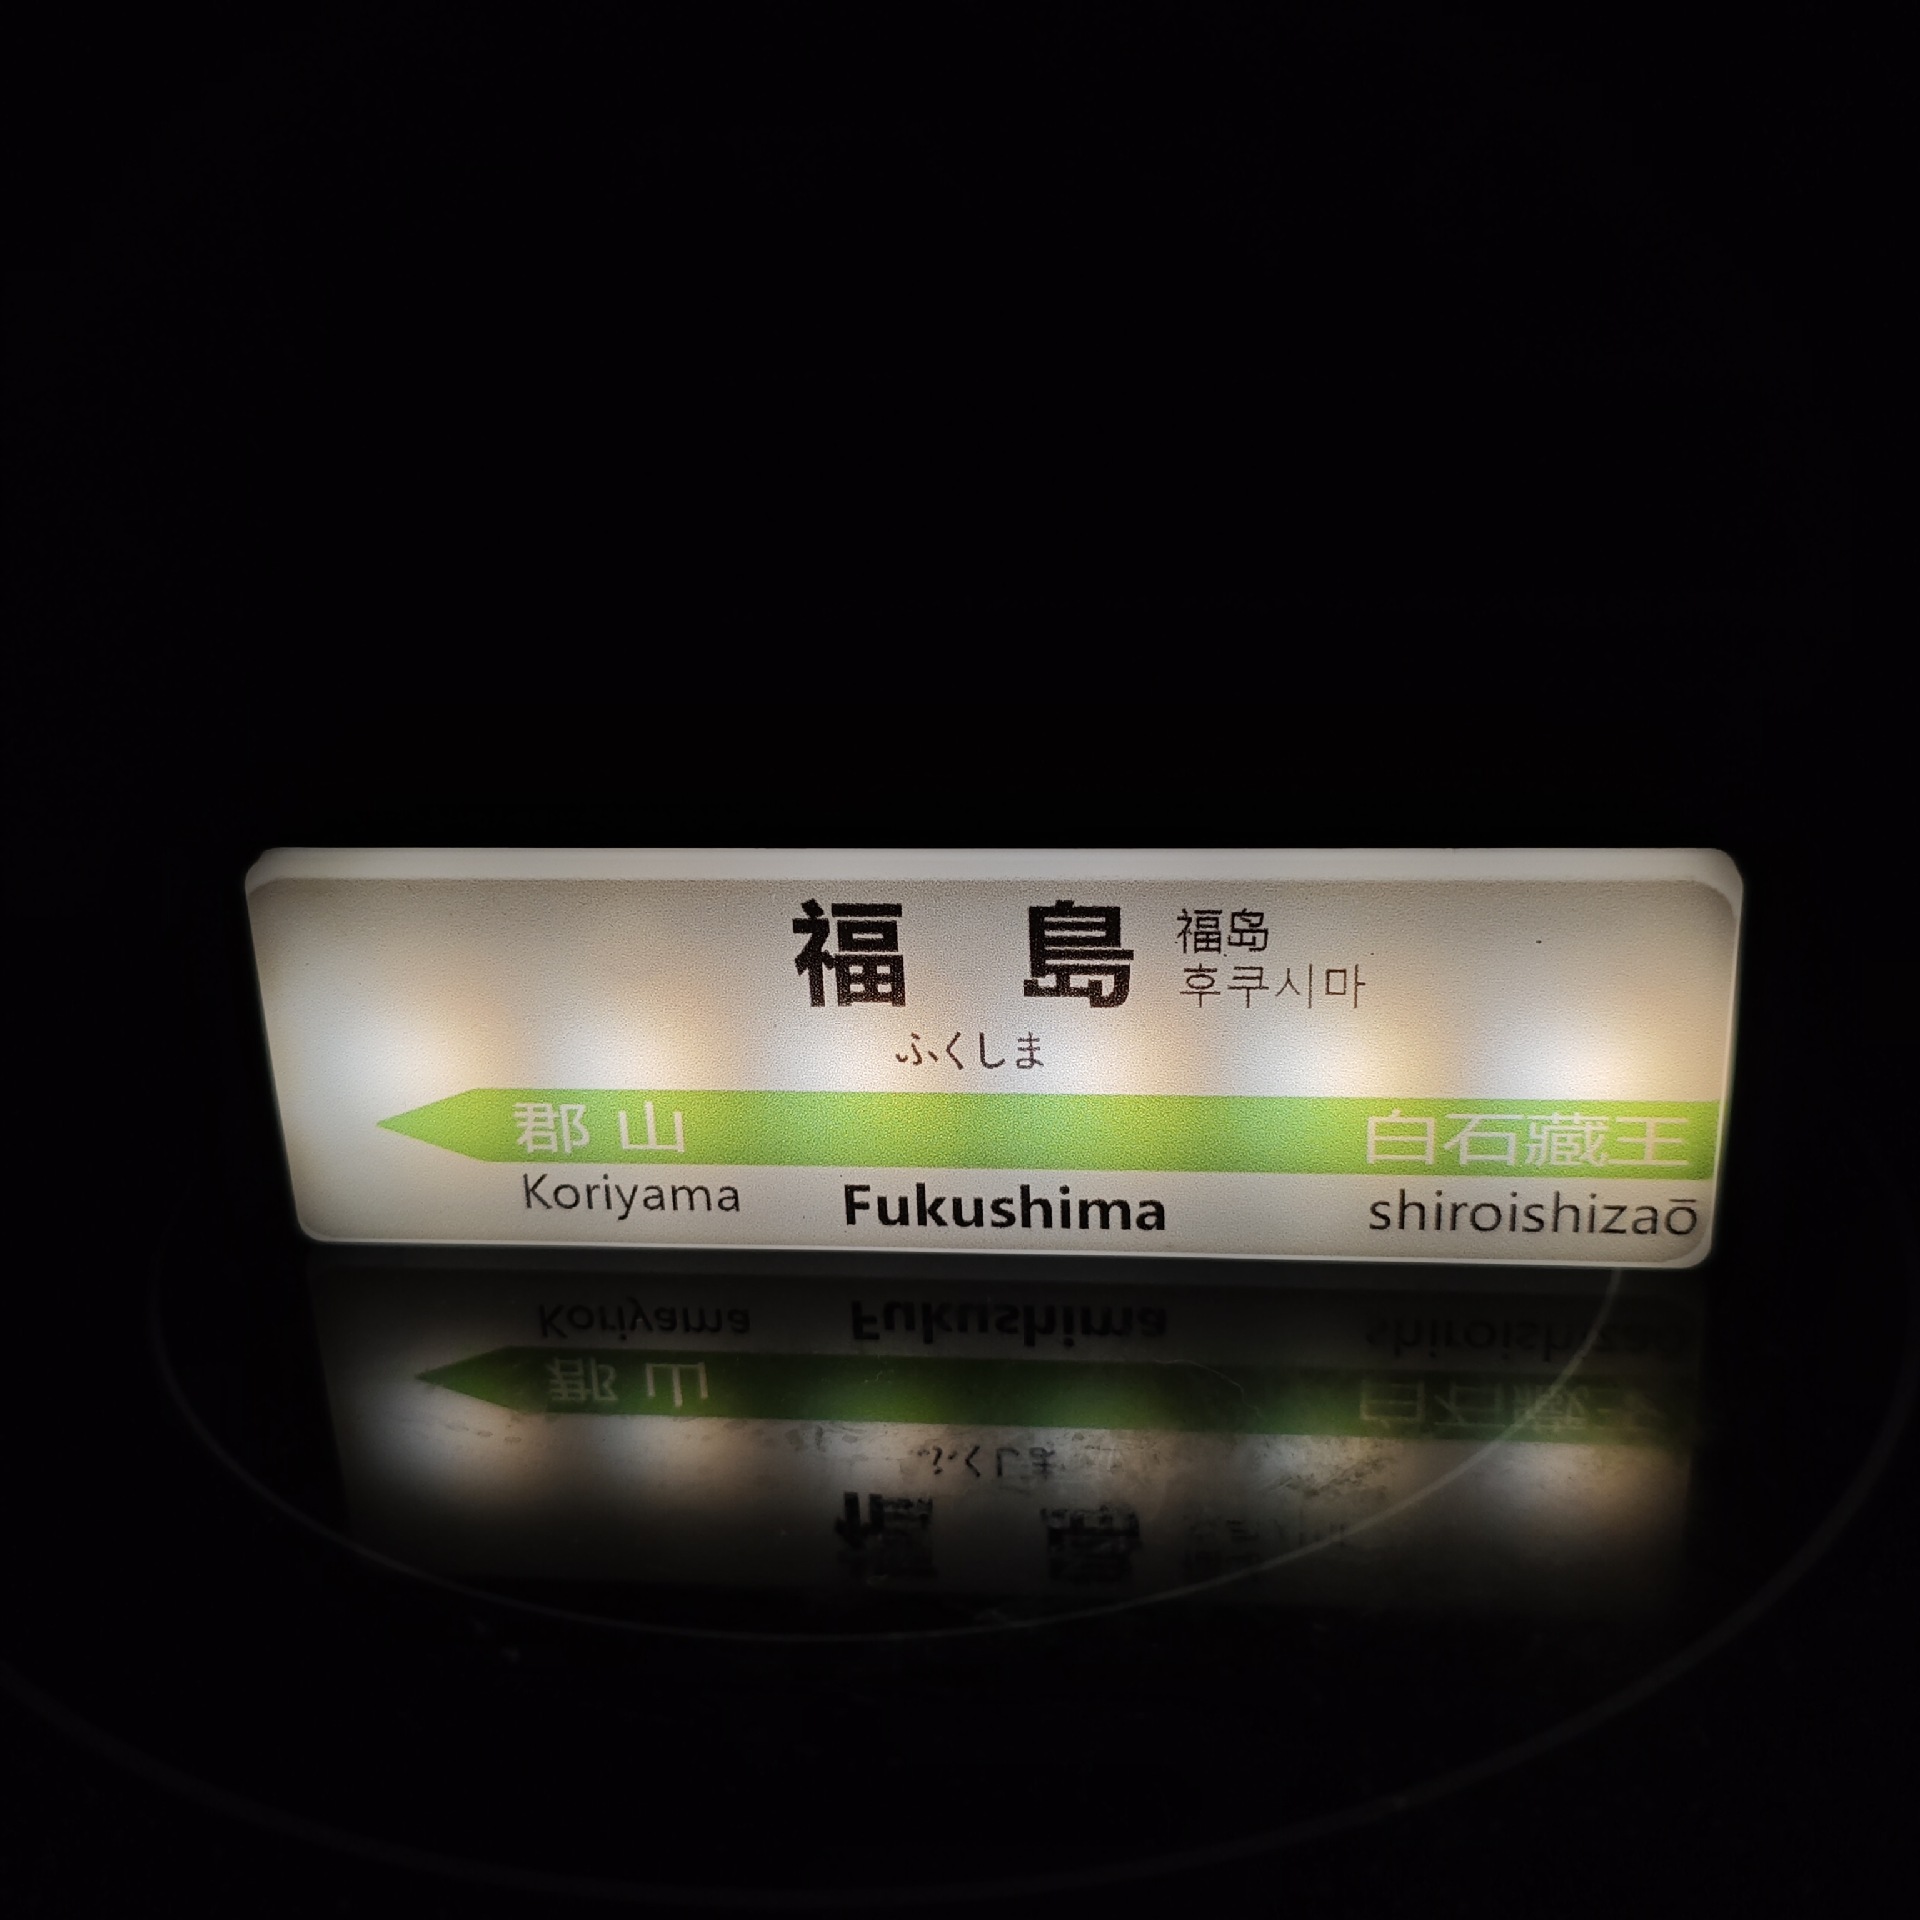 福島
福岛
후쿠시마
ふくしま
郡山 白石藏王
Koriyama Fukushima shiroishizaō